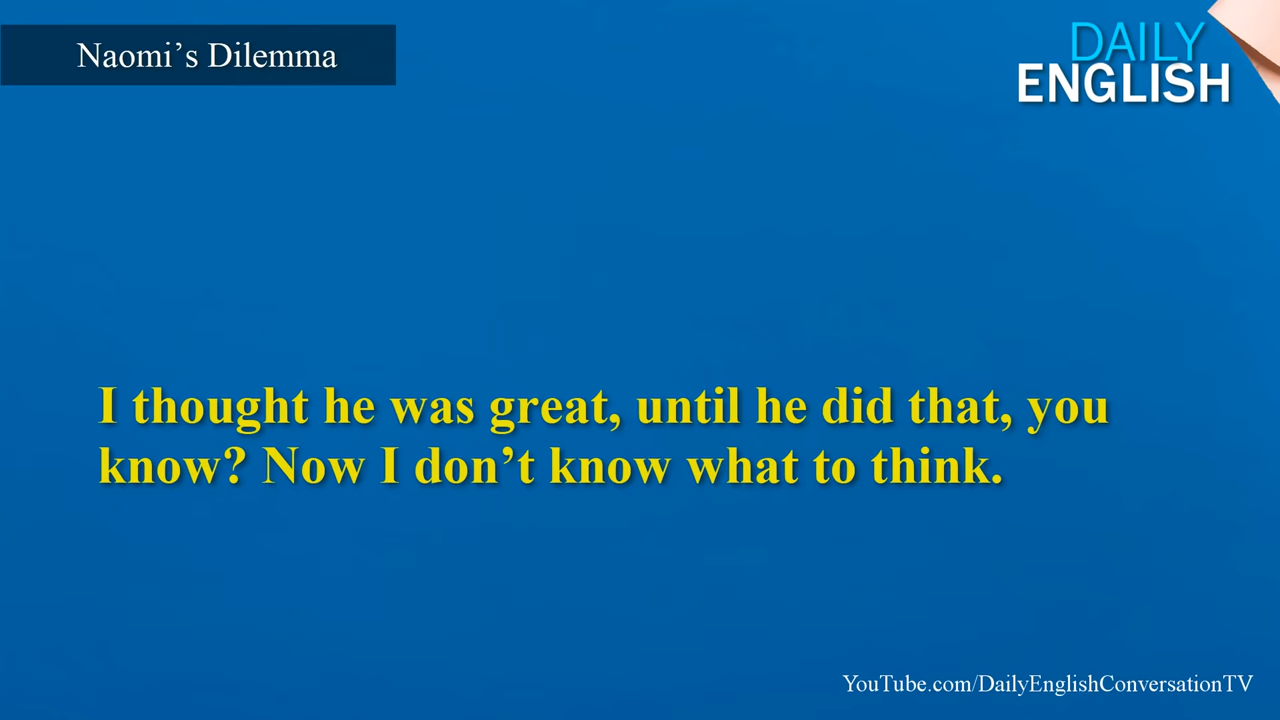 Naomi’s Dilemma
DAILY
ENGLISH
I thought he was great, until he did that, you
know? Now I don’t know what to think.
YouTube.com/DailyEnglishConversationTV